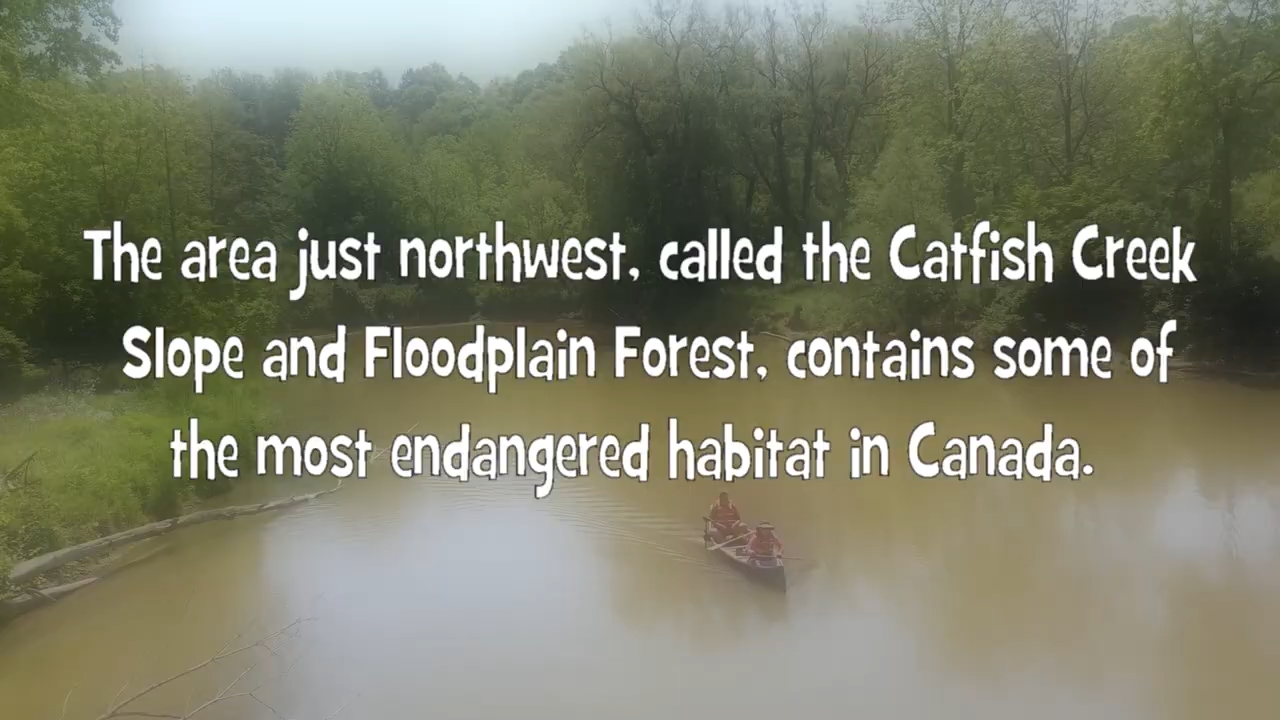 The area just northwest, called the Catfish Creek
Slope and Floodplain Forest, contains some of
the most endangered habitat in Canada.